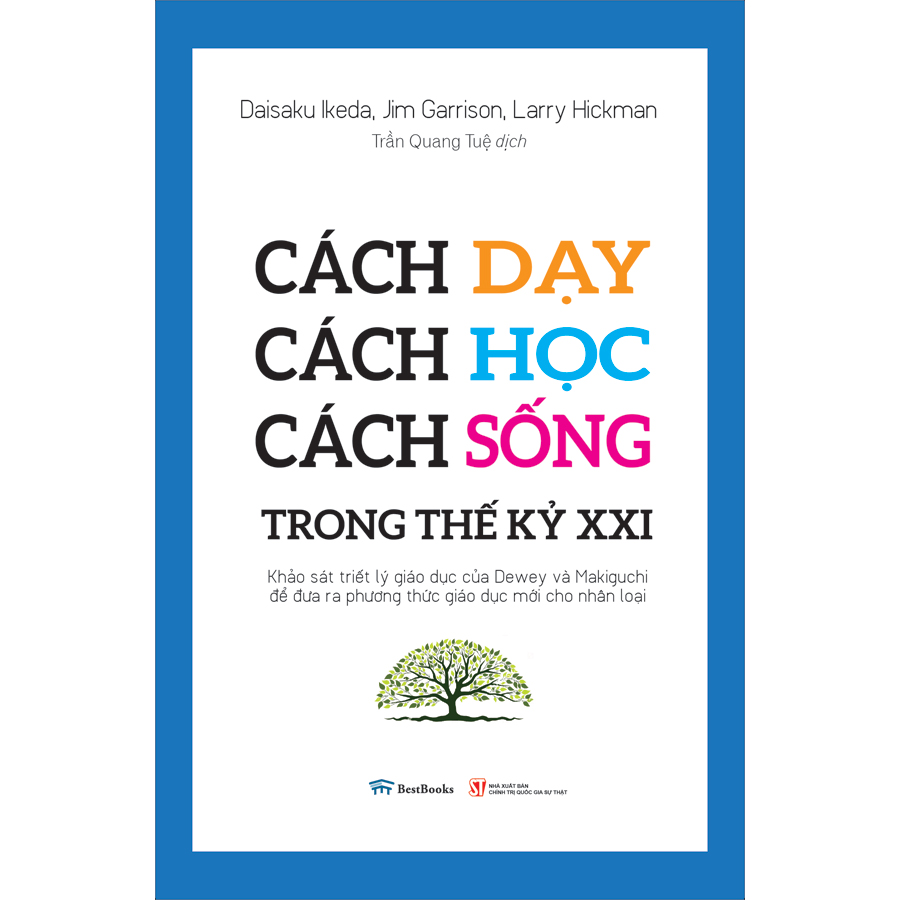 Daisaku Ikeda, Jim Garrison, Larry Hickman
Trần Quang Tuệ dịch
CÁCH DẠY
CÁCH HỌC
CÁCH SỐNG
TRONG THẾ KỶ XXI
Khảo sát triết lý giáo dục của Dewey và Makiguchi
để đưa ra phương thức giáo dục mới cho nhân loại
BestBooks
ST
NHÀ XUẤT BẢN
CHÍNH TRỊ QUỐC GIA SỰ THẬT